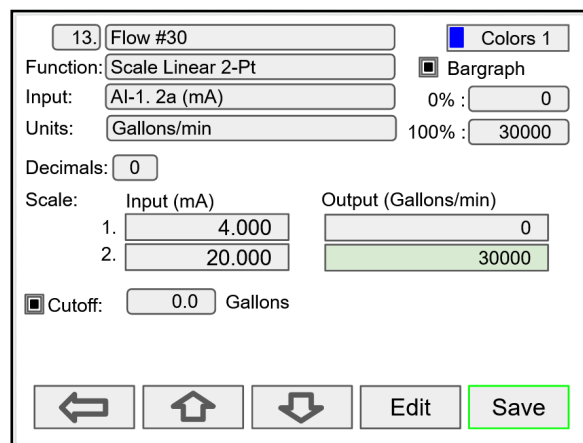 13. Flow #30 Colors 1
Function: Scale Linear 2-Pt Bargraph
Input: AI-1. 2a (mA) 0% : 0
Units: Gallons/min 100% : 30000
Decimals: 0
Scale: Input (mA) Output (Gallons/min)
1. 4.000 0
2. 20.000 30000
Cutoff: 0.0 Gallons
Edit Save